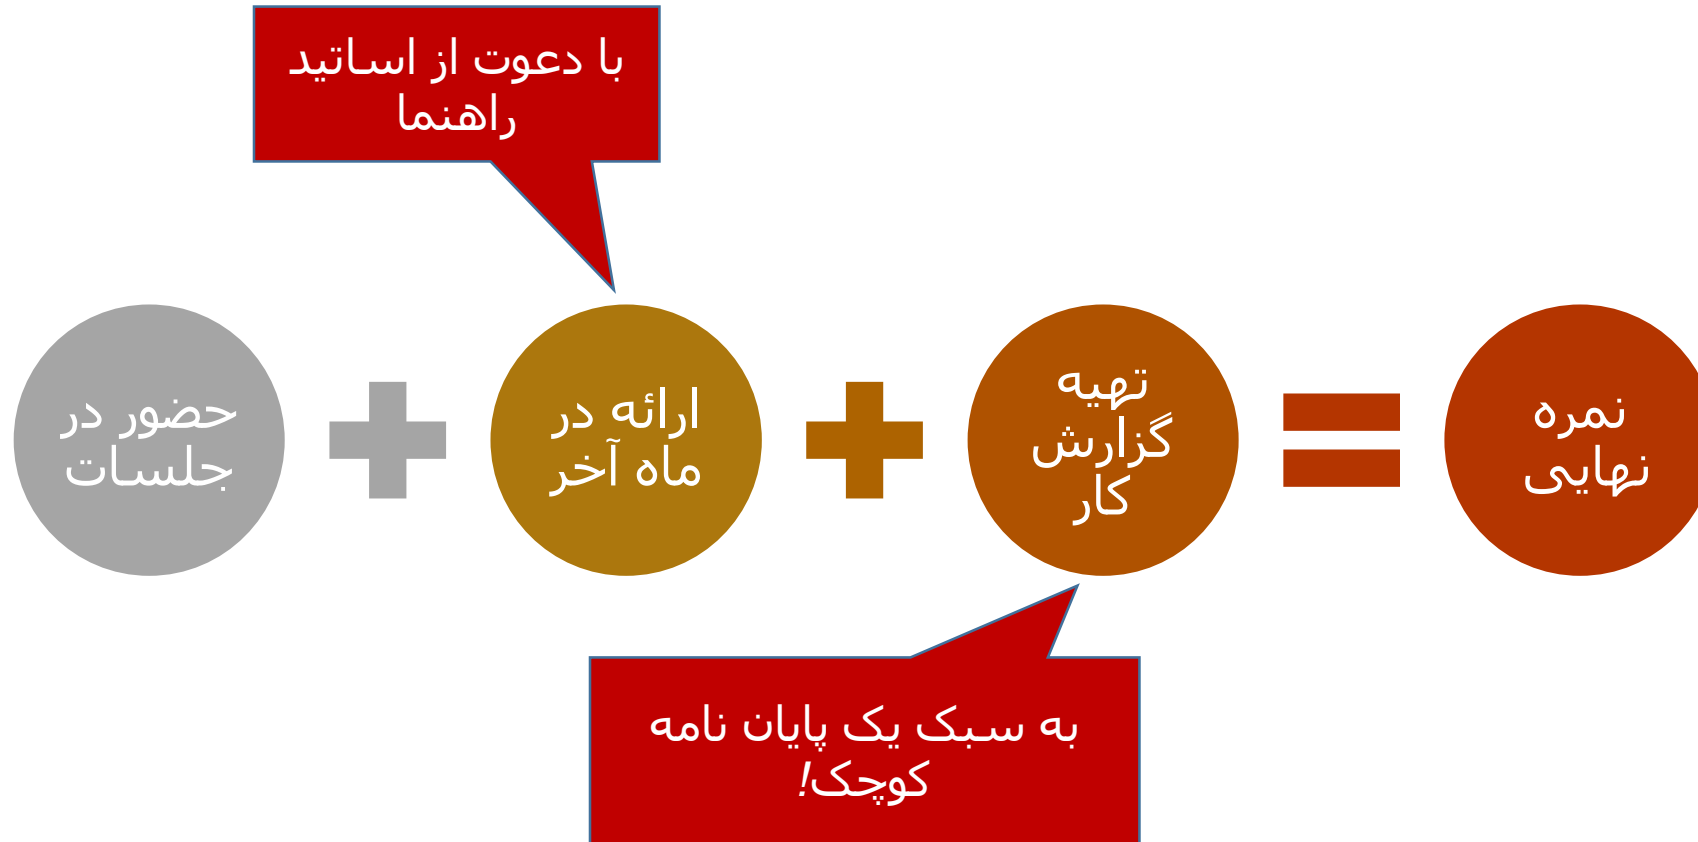 با دعوت از اساتید
راهنما
حضور در
جلسات
ارائه در
ماه آخر
تهیه
گزارش
کار
نمره
نهایی
به سبک یک پایان نامه
کوچک!